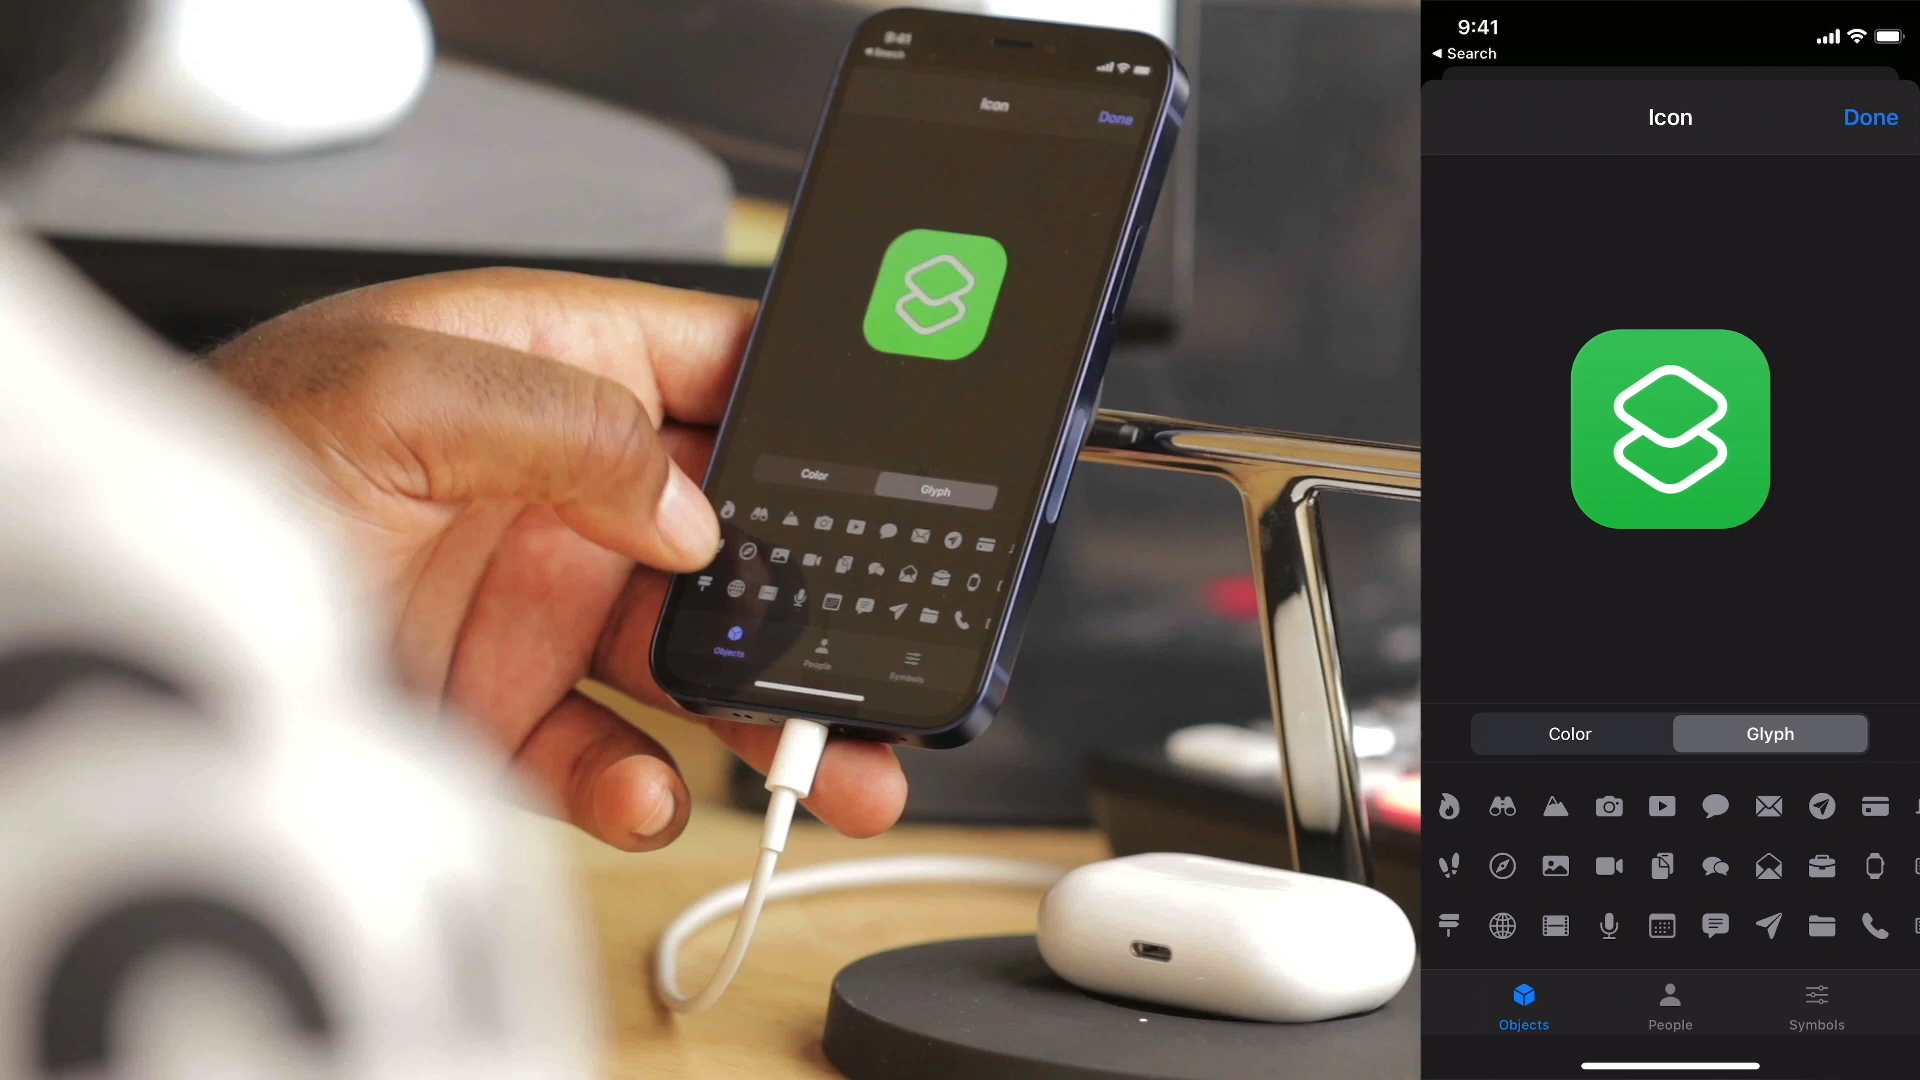 9:41
Search
Icon
Done
Color
Glyph
Objects
People
Symbols
9:41
◀ Search
Icon
Done
Color
Glyph
Objects
People
Symbols